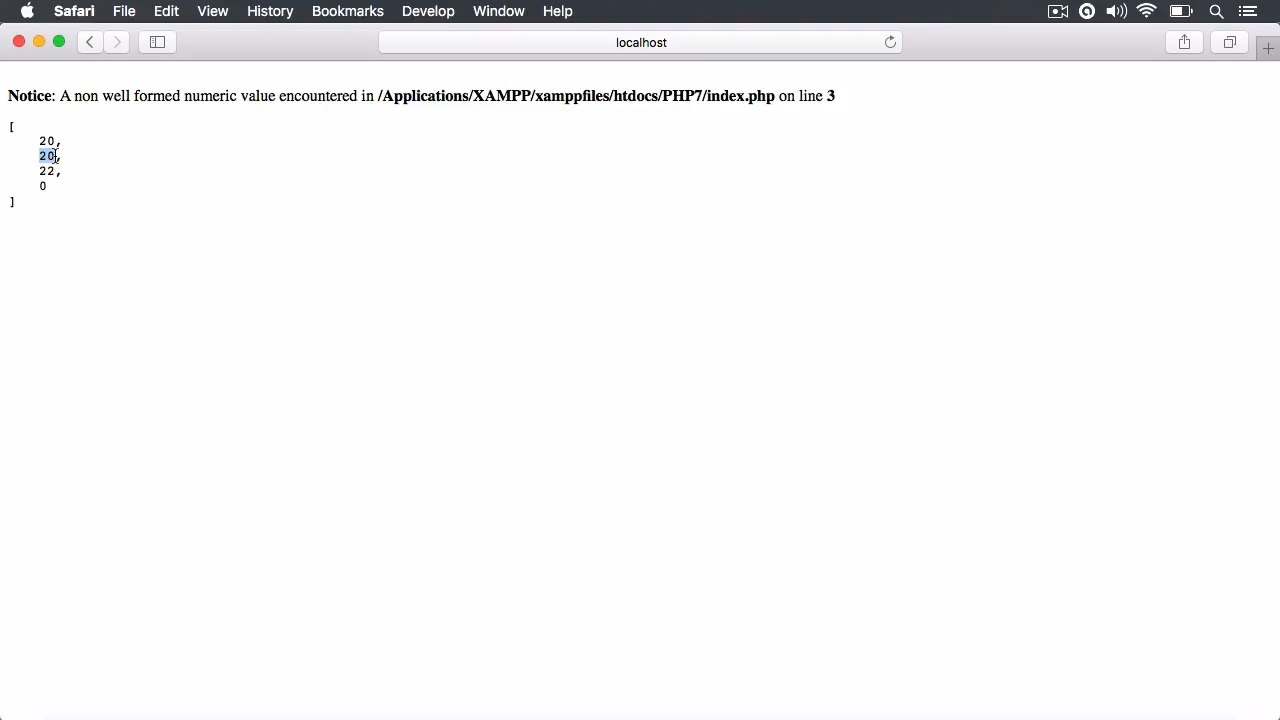 Safari File Edit View History Bookmarks Develop Window Help
localhost
Notice: A non well formed numeric value encountered in /Applications/XAMPP/xamppfiles/htdocs/PHP7/index.php on line 3
[
20,
20,
22,
0
]